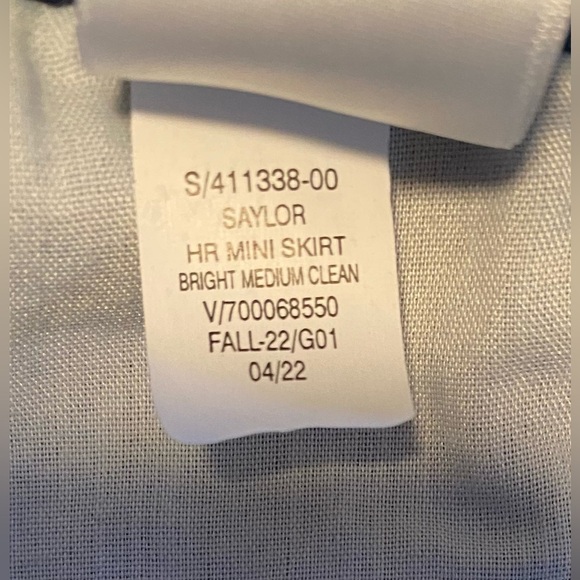 S/411338-00
SAYLOR
HR MINI SKIRT
BRIGHT MEDIUM CLEAN
V/700068550
FALL-22/G01
04/22